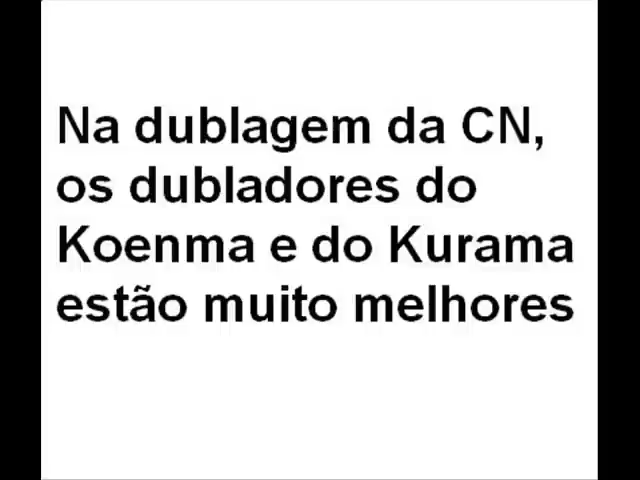 Na dublagem da CN,
os dubladores do
Koenma e do Kurama
estão muito melhores